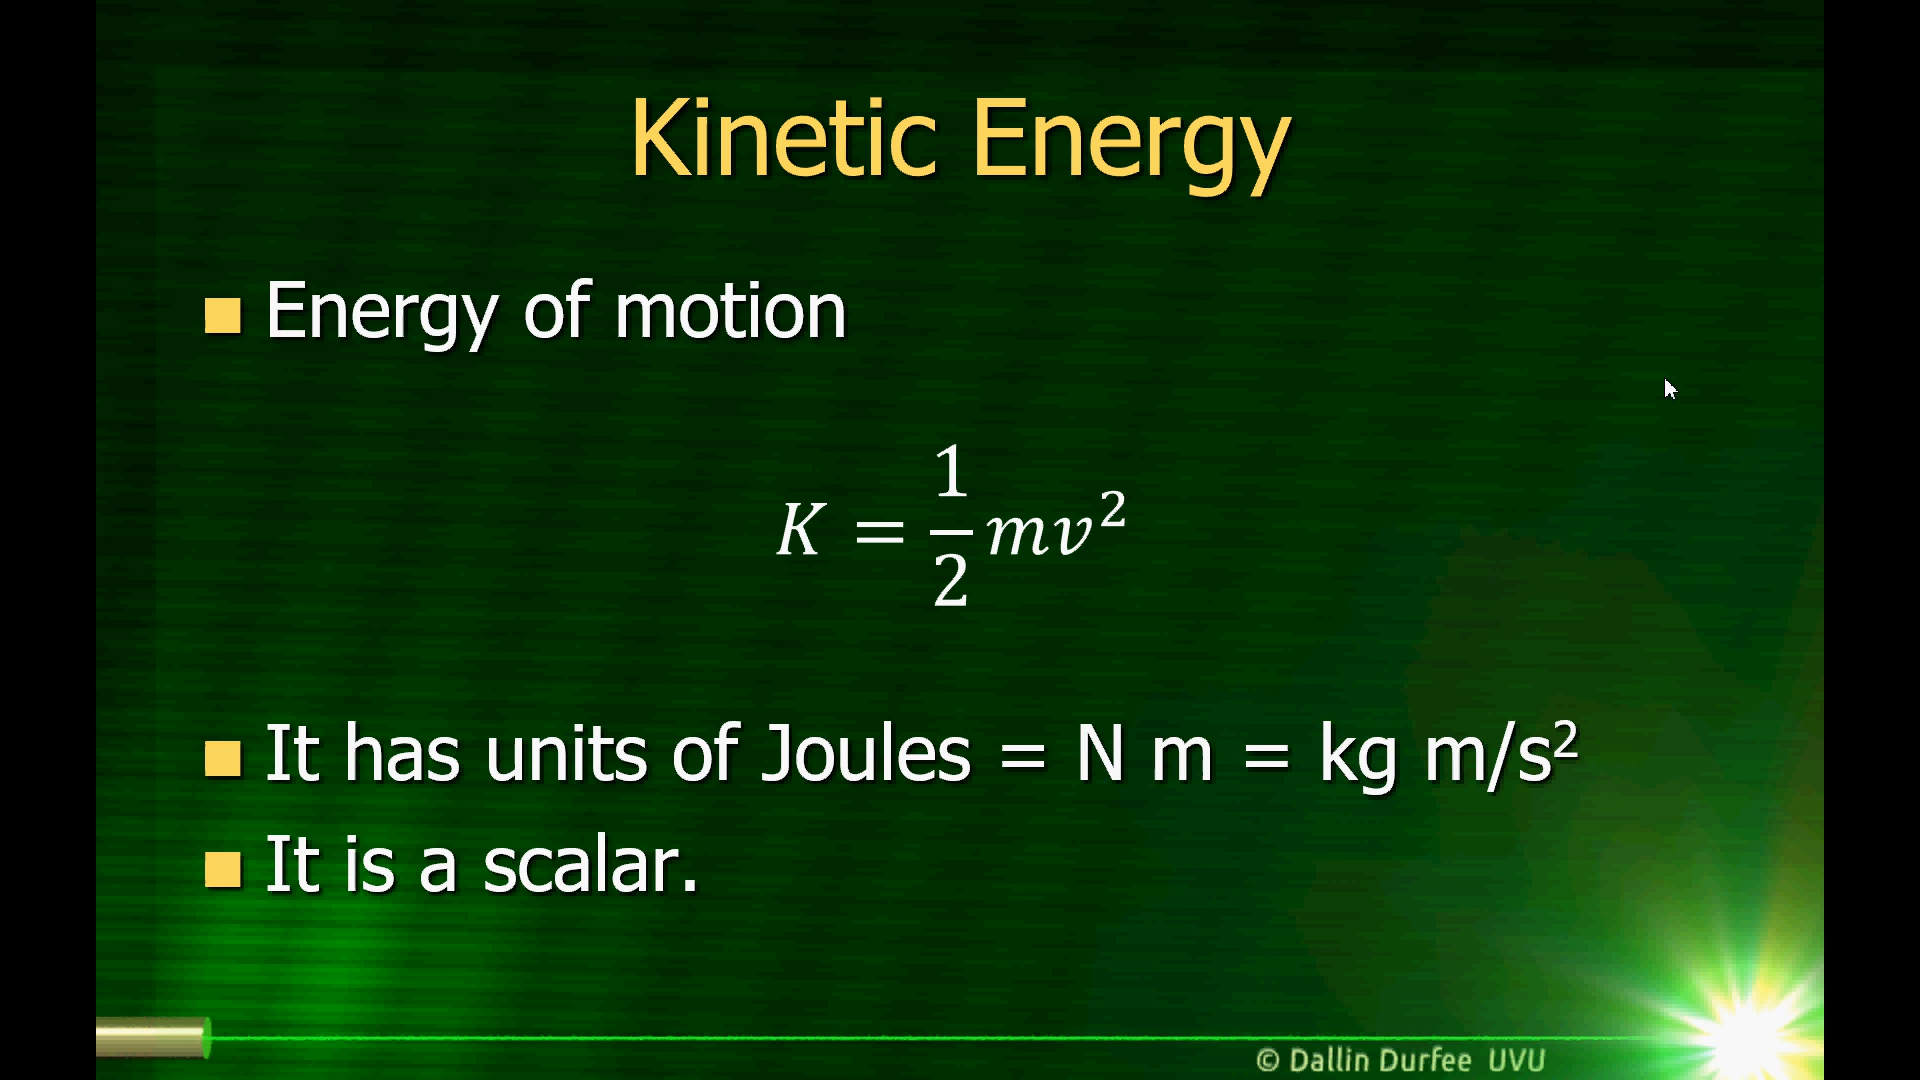 Kinetic Energy
Energy of motion
K = 1/2 mv²
It has units of Joules = N m = kg m/s²
It is a scalar.
© Dallin Durfee UVU